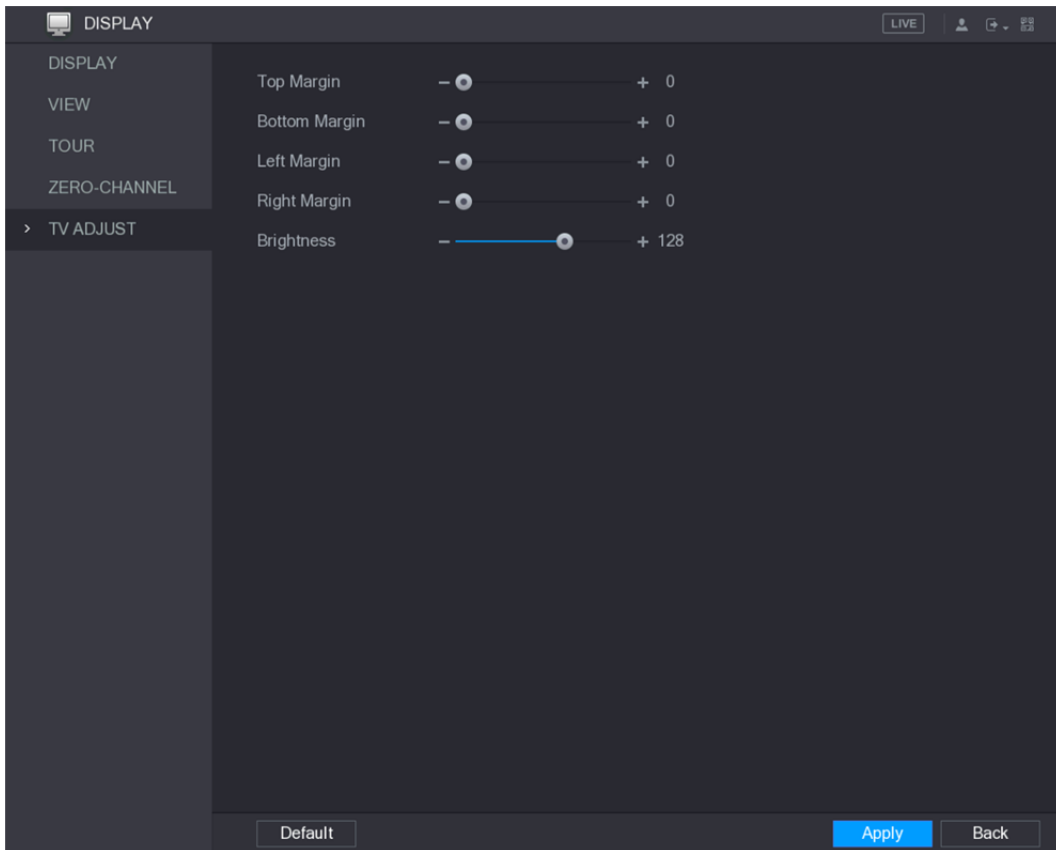 DISPLAY LIVE
DISPLAY
VIEW
TOUR
ZERO-CHANNEL
> TV ADJUST
Top Margin - + 0
Bottom Margin - + 0
Left Margin - + 0
Right Margin - + 0
Brightness - + 128
Default Apply Back